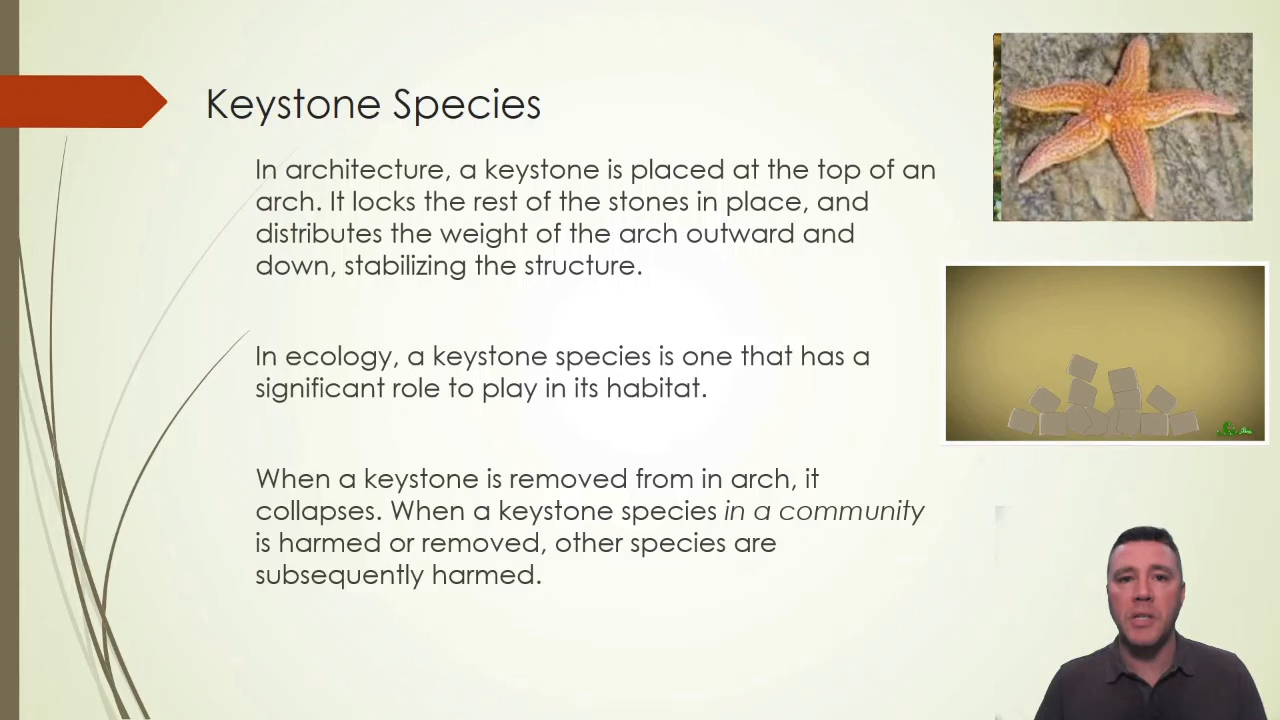 Keystone Species
In architecture, a keystone is placed at the top of an
arch. It locks the rest of the stones in place, and
distributes the weight of the arch outward and
down, stabilizing the structure.
In ecology, a keystone species is one that has a
significant role to play in its habitat.
When a keystone is removed from in arch, it
collapses. When a keystone species in a community
is harmed or removed, other species are
subsequently harmed.